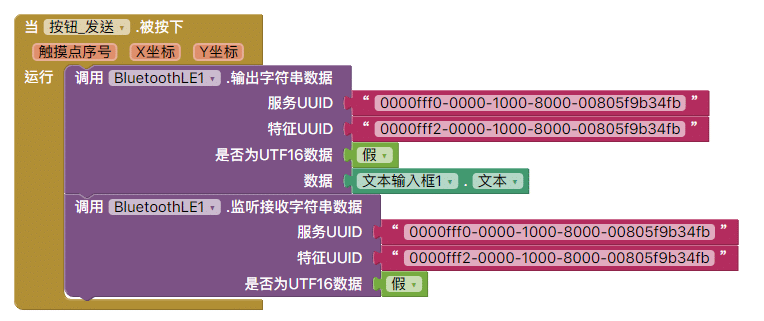 当 按钮_发送 .被按下
触摸点序号 X坐标 Y坐标
运行 调用 BluetoothLE1 .输出字符串数据
服务UUID “ 0000fff0-0000-1000-8000-00805f9b34fb ”
特征UUID “ 0000fff2-0000-1000-8000-00805f9b34fb ”
是否为UTF16数据 假
数据 文本输入框1 . 文本
调用 BluetoothLE1 .监听接收字符串数据
服务UUID “ 0000fff0-0000-1000-8000-00805f9b34fb ”
特征UUID “ 0000fff2-0000-1000-8000-00805f9b34fb ”
是否为UTF16数据 假